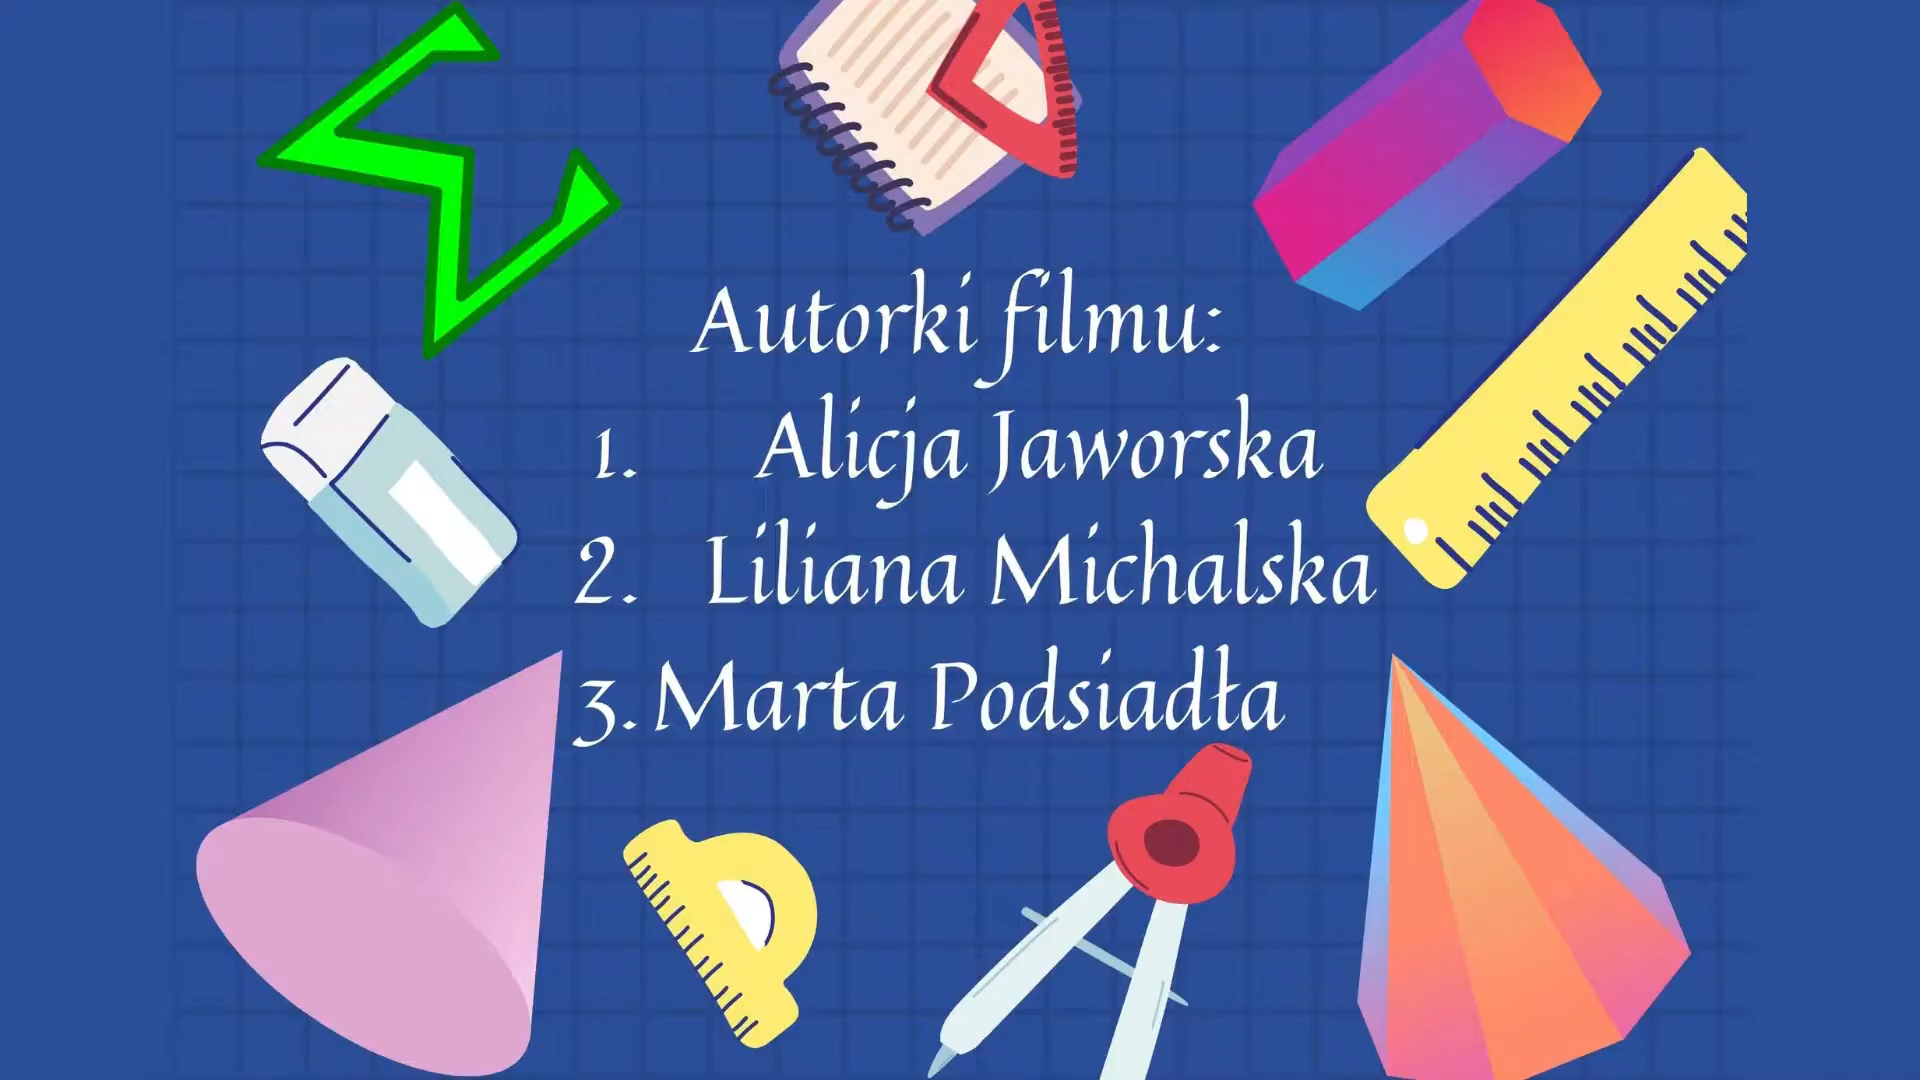 Autorki filmu:
1. Alicja Jaworska
2. Liliana Michalska
3. Marta Podsiadła